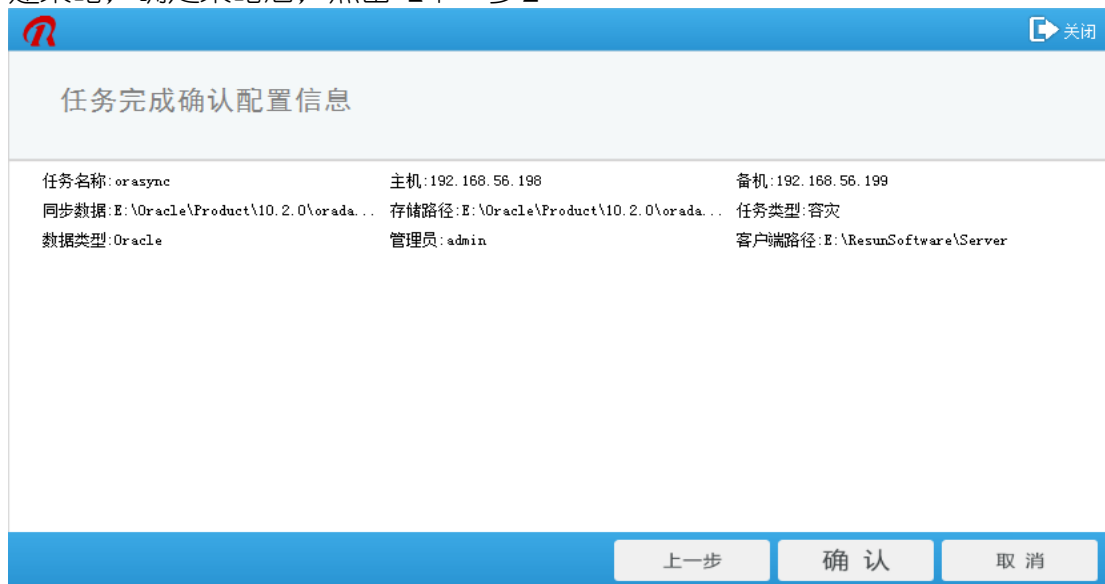 关闭
任务完成确认配置信息
任务名称:orasync 主机:192.168.56.198 备机:192.168.56.199
同步数据:E:\Oracle\Product\10.2.0\orada... 存储路径:E:\Oracle\Product\10.2.0\orada... 任务类型:容灾
数据类型:Oracle 管理员:admin 客户端路径:E:\ResunSoftware\Server
上一步 确 认 取 消